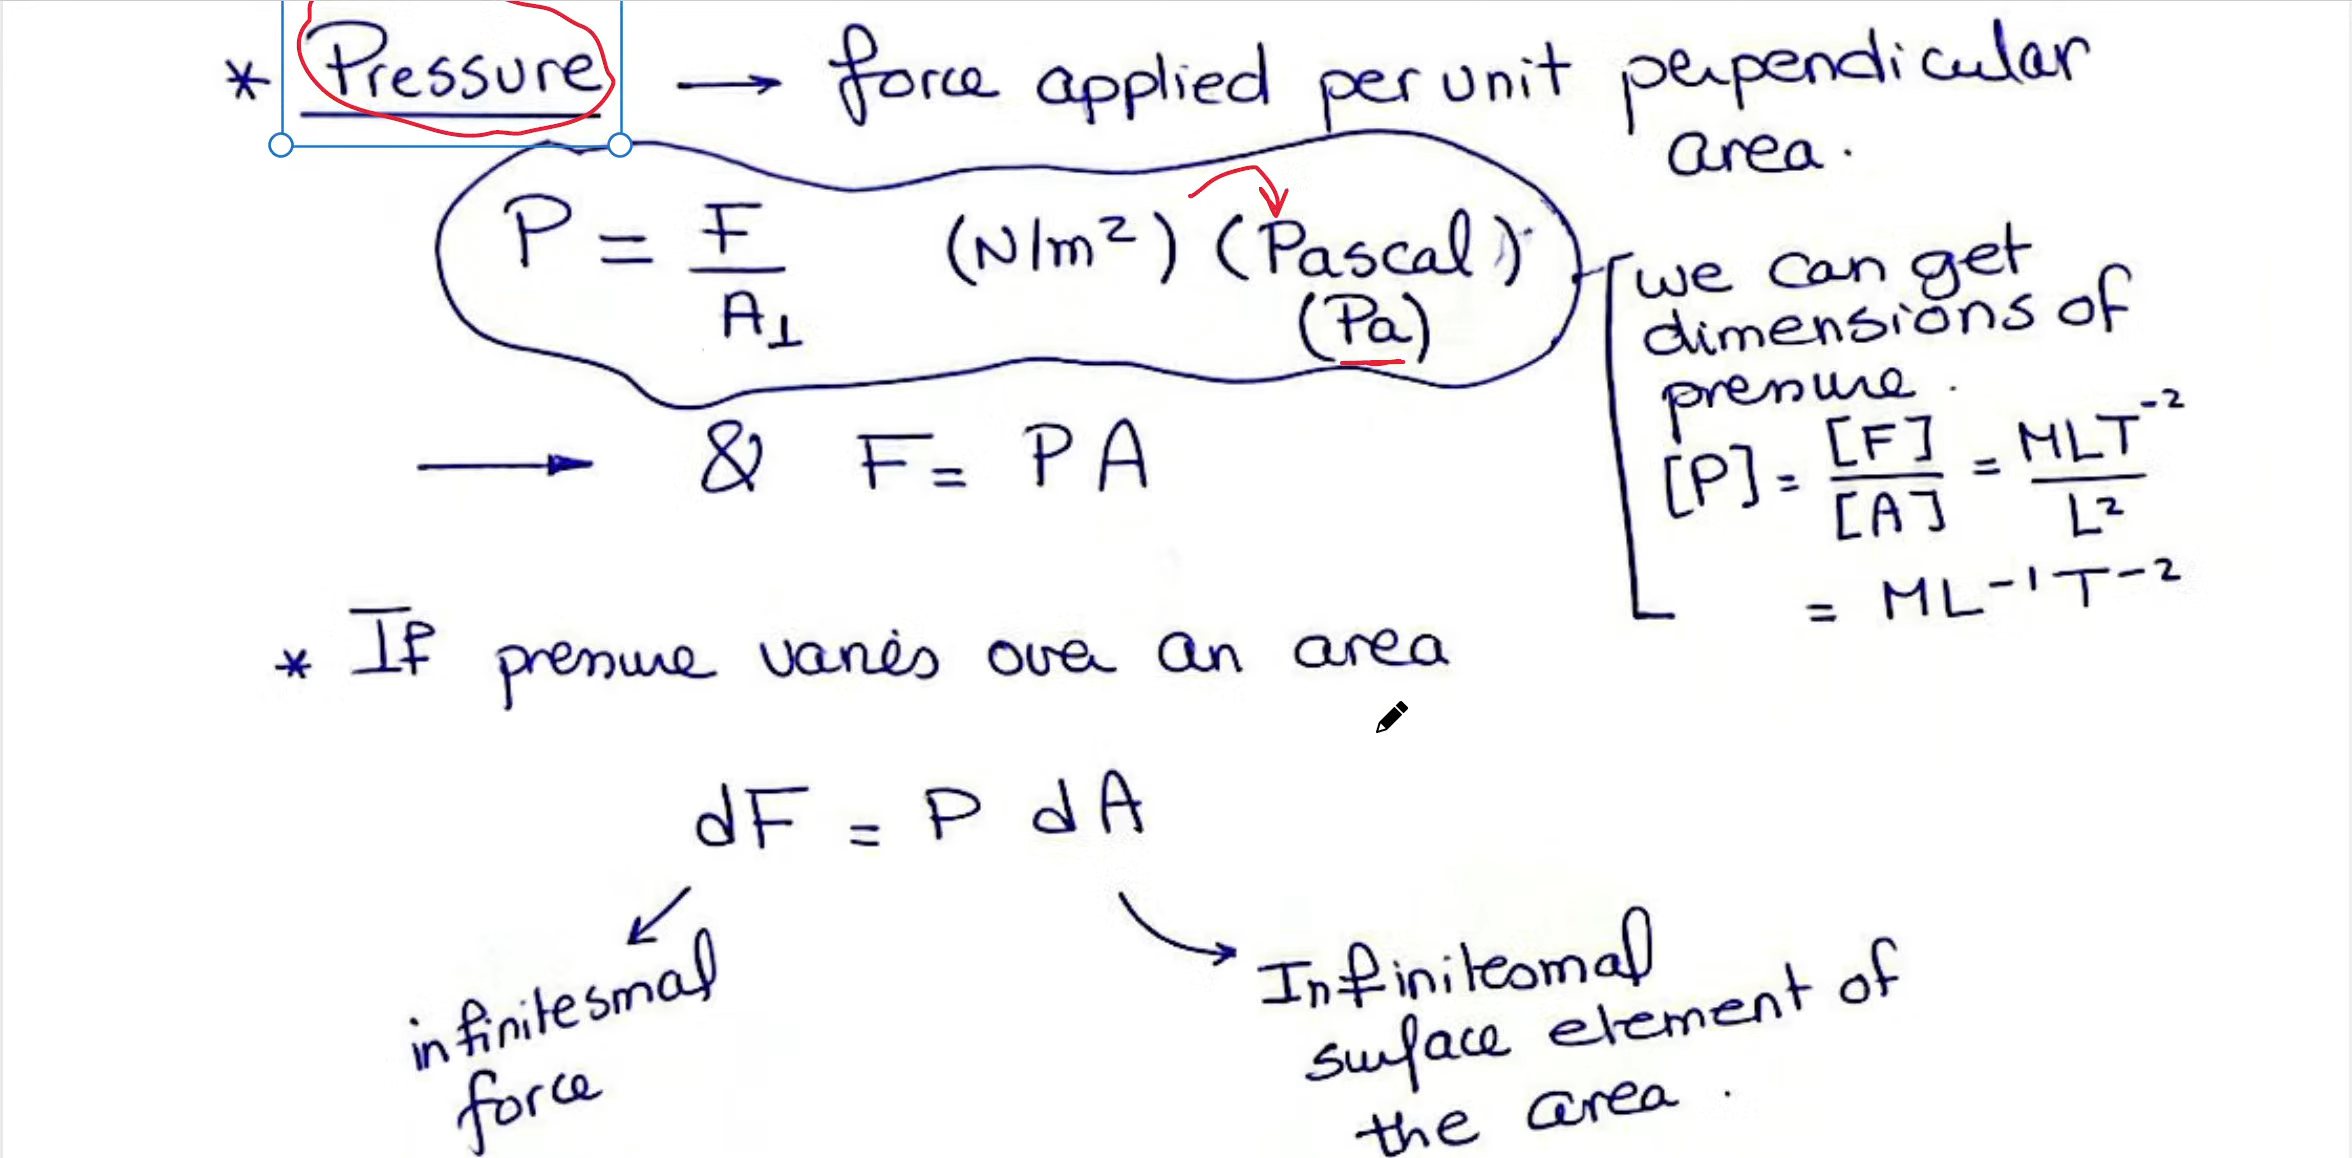 * Pressure → force applied per unit perpendicular
area.
P = F/A⊥ (N/m²) (Pascal)
(Pa)
we can get
dimensions of
pressure.
[P] = [F]/[A] = MLT⁻²/L²
= ML⁻¹T⁻²
→ & F = PA
* If pressure varies over an area
dF = P dA
infinitesmal
force
Infinitesmal
surface element of
the area.